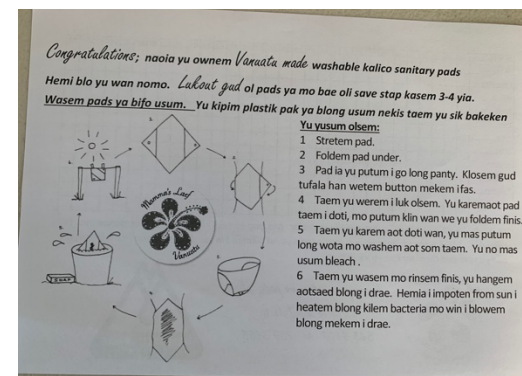 Congratulations; naoia yu ownem Vanuatu made washable kalico sanitary pads
Hemi blo yu wan nomo. Lukout gud ol pads ya mo bae oli save stap kasem 3-4 yia.
Wasem pads ya bifo usum. Yu kipim plastik pak ya blong usum nekis taem yu sik bakeken
Yu yusum olsem:
1 Stretem pad.
2 Foldem pad under.
3 Pad ia yu putum i go long panty. Klosem gud
tufala han wetem button mekem ifas.
4 Taem yu werem i luk olsem. Yu karemaot pad
taem i doti, mo putum klin wan we yu foldem finis.
5 Taem yu karem aot doti wan, yu mas putum
long wota mo washem aot som taem. Yu no mas
usum bleach .
6 Taem yu wasem mo rinsem finis, yu hangem
aotsaed blong i drae. Hemia i impoten from sun i
heatem blong kilem bacteria mo win i blowem
blong mekem i drae.
Mamma's Laef
Vanuatu